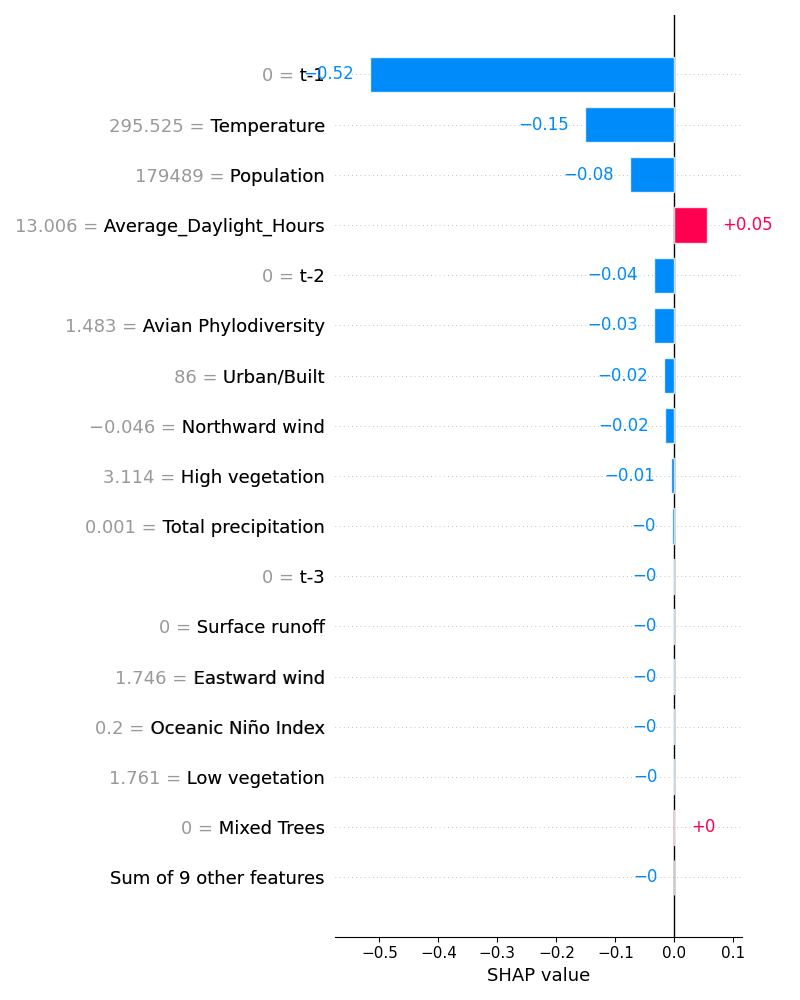 0 = t-1 −0.52
295.525 = Temperature −0.15
179489 = Population −0.08
13.006 = Average_Daylight_Hours +0.05
0 = t-2 −0.04
1.483 = Avian Phylodiversity −0.03
86 = Urban/Built −0.02
−0.046 = Northward wind −0.02
3.114 = High vegetation −0.01
0.001 = Total precipitation −0
0 = t-3 −0
0 = Surface runoff −0
1.746 = Eastward wind −0
0.2 = Oceanic Niño Index −0
1.761 = Low vegetation −0
0 = Mixed Trees +0
Sum of 9 other features −0
−0.5 −0.4 −0.3 −0.2 −0.1 0.0 0.1
SHAP value